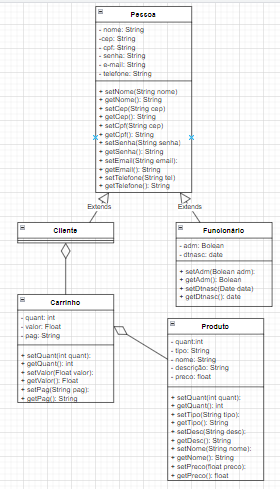 Pessoa
- nome: String
-cep: String
- cpf: String
- senha: String
- e-mail: String
- telefone: String
+ setNome(String nome)
+ getNome(): String
+ setCep(String cep)
+ getCep(): String
+ setCpf(String cep)
+ getCpf(): String
+ setSenha(String senha)
+ getSenha(): String
+ setEmail(String email):
+ getEmail(): String
+ setTelefone(String tel)
+ getTelefone(): String
Extends
Extends
Cliente
Funcionário
- adm: Bolean
- dtnasc: date
+ setAdm(Bolean adm):
+ getAdm(): Bolean
+ setDtnasc(Date data)
+ getDtnasc(): date
Carrinho
- quant: int
- valor: Float
- pag: String
+ setQuant(int quant):
+ getQuant(): int
+ setValor(Float valor):
+ getValor(): Float
+ setPag(String pag):
+ getPag(): String
Produto
- quant:int
- tipo: String
- nome: String
- descrição: String
- preco: float
+ setQuant(int quant):
+ getQuant(): int
+ setTipo(String tipo):
+ getTipo(): String
+ setDesc(String desc):
+ getDesc(): String
+ setNome(String nome):
+ getNome(): String
+ setPreco(float preco):
+ getPreco(): float